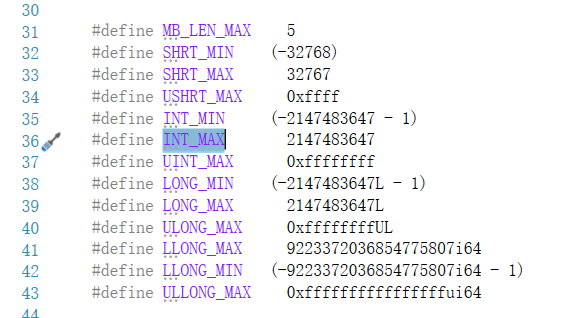 30
31 #define MB_LEN_MAX 5
32 #define SHRT_MIN (-32768)
33 #define SHRT_MAX 32767
34 #define USHRT_MAX 0xffff
35 #define INT_MIN (-2147483647 - 1)
36 #define INT_MAX 2147483647
37 #define UINT_MAX 0xffffffff
38 #define LONG_MIN (-2147483647L - 1)
39 #define LONG_MAX 2147483647L
40 #define ULONG_MAX 0xffffffffUL
41 #define LLONG_MAX 9223372036854775807i64
42 #define LLONG_MIN (-9223372036854775807i64 - 1)
43 #define ULLONG_MAX 0xffffffffffffffffui64
44